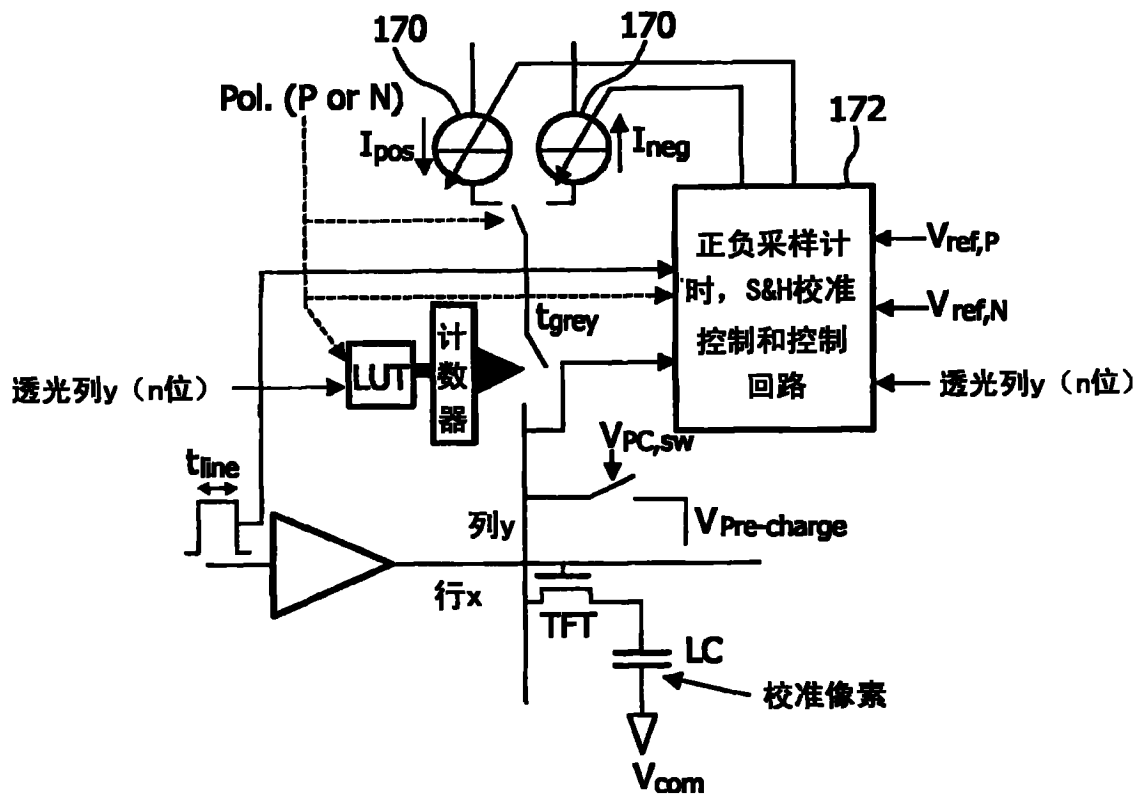 170
170
Pol. (P or N)
172
Ipos
Ineg
正负采样计
时，S&H校准
控制和控制
回路
Vref,P
Vref,N
tgrey
LUT
计
数
器
透光列y（n位）
透光列y（n位）
tline
VPC,sw
列y
VPre-charge
行x
TFT
LC
校准像素
Vcom